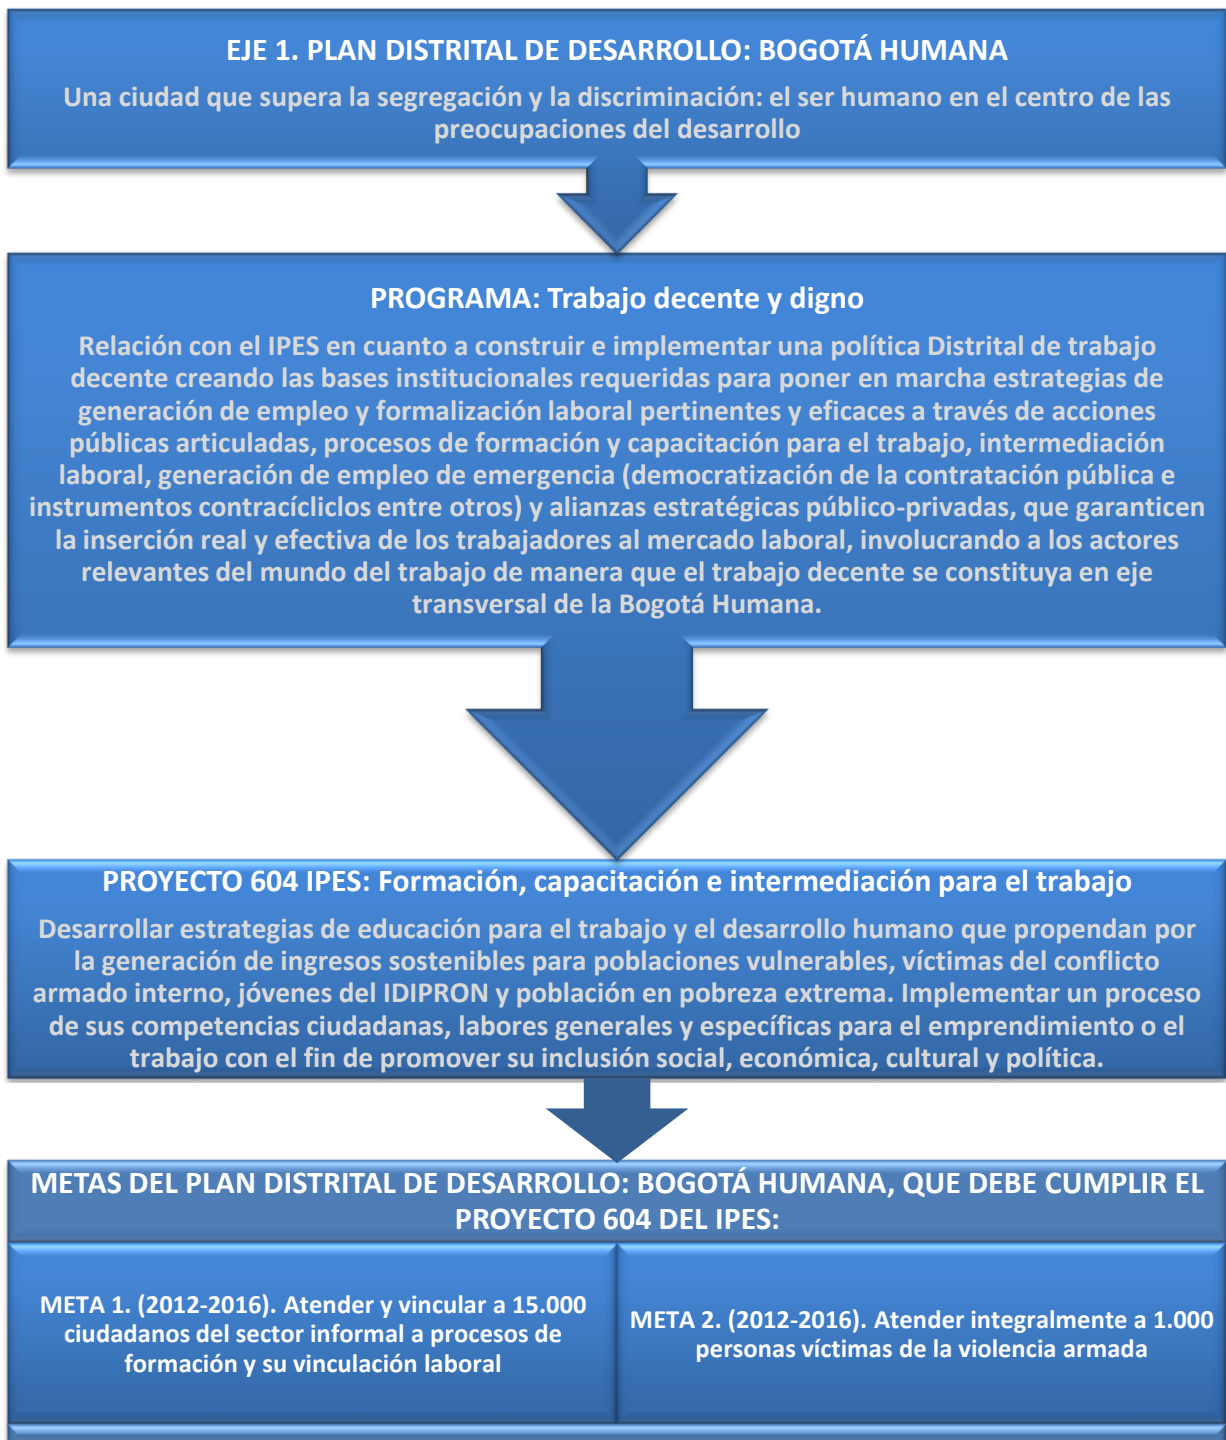 EJE 1. PLAN DISTRITAL DE DESARROLLO: BOGOTÁ HUMANA
Una ciudad que supera la segregación y la discriminación: el ser humano en el centro de las
preocupaciones del desarrollo
PROGRAMA: Trabajo decente y digno
Relación con el IPES en cuanto a construir e implementar una política Distrital de trabajo
decente creando las bases institucionales requeridas para poner en marcha estrategias de
generación de empleo y formalización laboral pertinentes y eficaces a través de acciones
públicas articuladas, procesos de formación y capacitación para el trabajo, intermediación
laboral, generación de empleo de emergencia (democratización de la contratación pública e
instrumentos contracícliclos entre otros) y alianzas estratégicas público-privadas, que garanticen
la inserción real y efectiva de los trabajadores al mercado laboral, involucrando a los actores
relevantes del mundo del trabajo de manera que el trabajo decente se constituya en eje
transversal de la Bogotá Humana.
PROYECTO 604 IPES: Formación, capacitación e intermediación para el trabajo
Desarrollar estrategias de educación para el trabajo y el desarrollo humano que propendan por
la generación de ingresos sostenibles para poblaciones vulnerables, víctimas del conflicto
armado interno, jóvenes del IDIPRON y población en pobreza extrema. Implementar un proceso
de sus competencias ciudadanas, labores generales y específicas para el emprendimiento o el
trabajo con el fin de promover su inclusión social, económica, cultural y política.
METAS DEL PLAN DISTRITAL DE DESARROLLO: BOGOTÁ HUMANA, QUE DEBE CUMPLIR EL
PROYECTO 604 DEL IPES:
META 1. (2012-2016). Atender y vincular a 15.000
ciudadanos del sector informal a procesos de
formación y su vinculación laboral
META 2. (2012-2016). Atender integralmente a 1.000
personas víctimas de la violencia armada